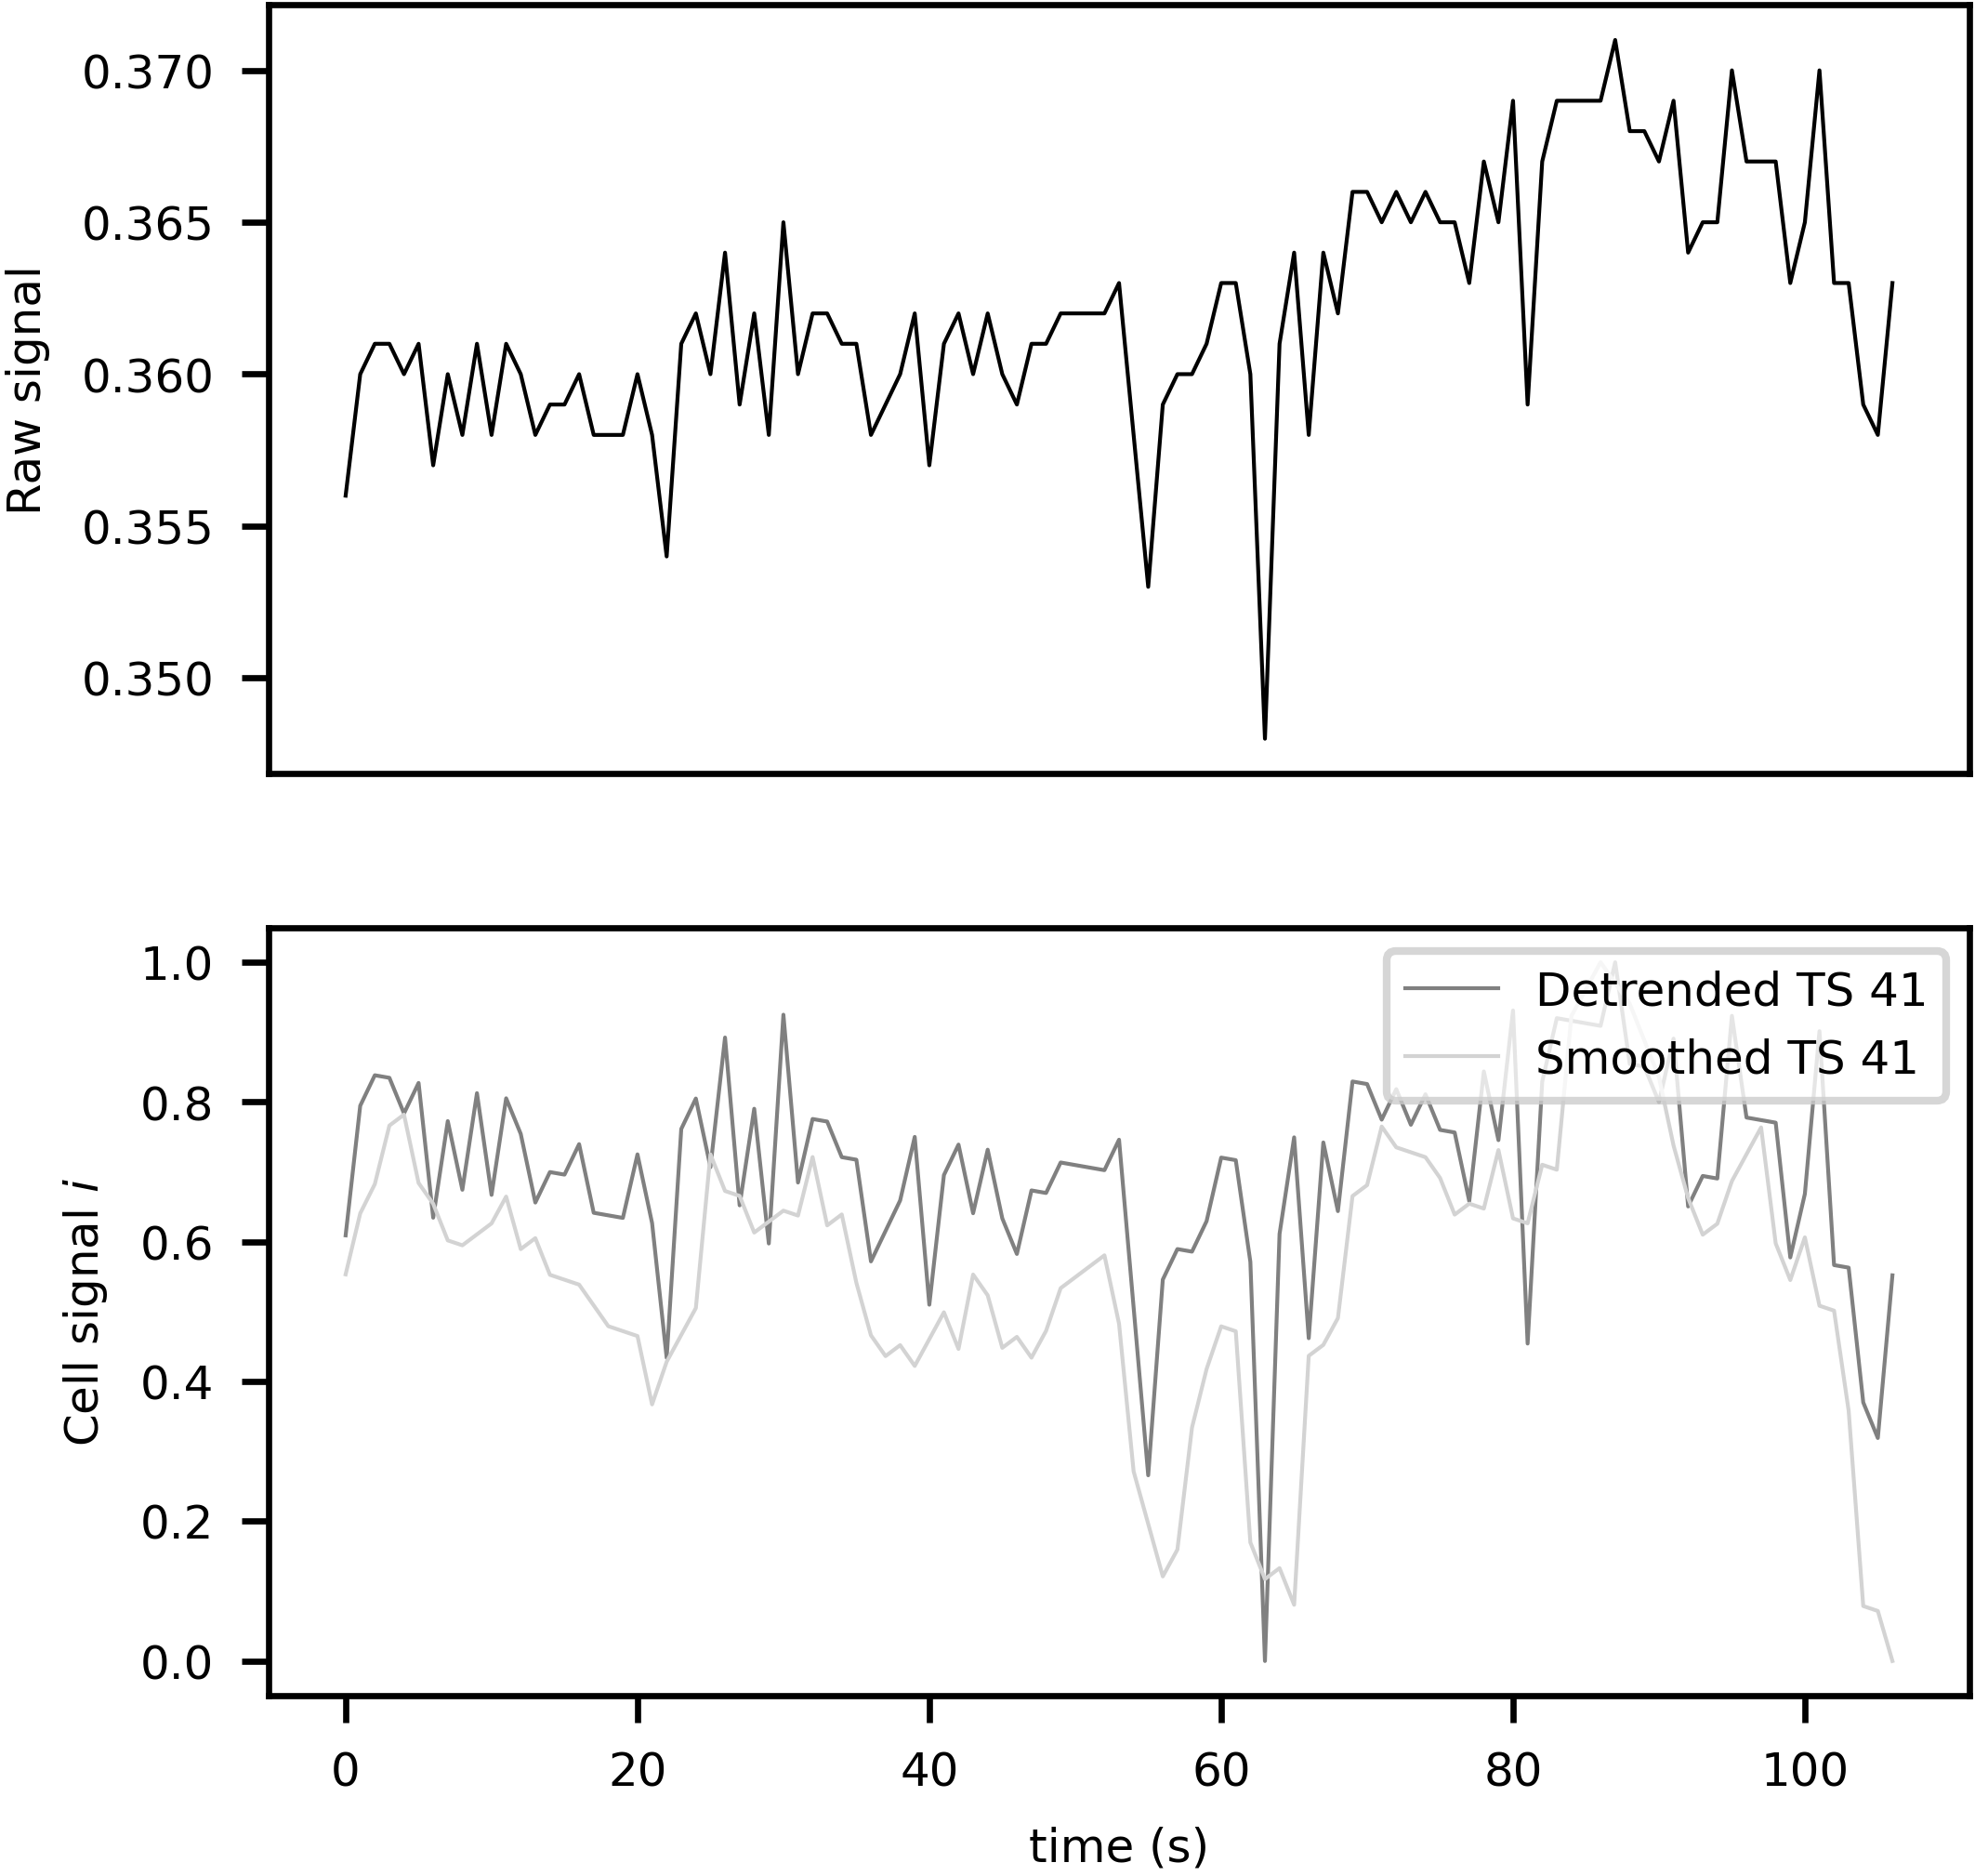 Raw signal
0.370
0.365
0.360
0.355
0.350
Cell signal i
1.0
0.8
0.6
0.4
0.2
0.0
Detrended TS 41
Smoothed TS 41
0 20 40 60 80 100
time (s)